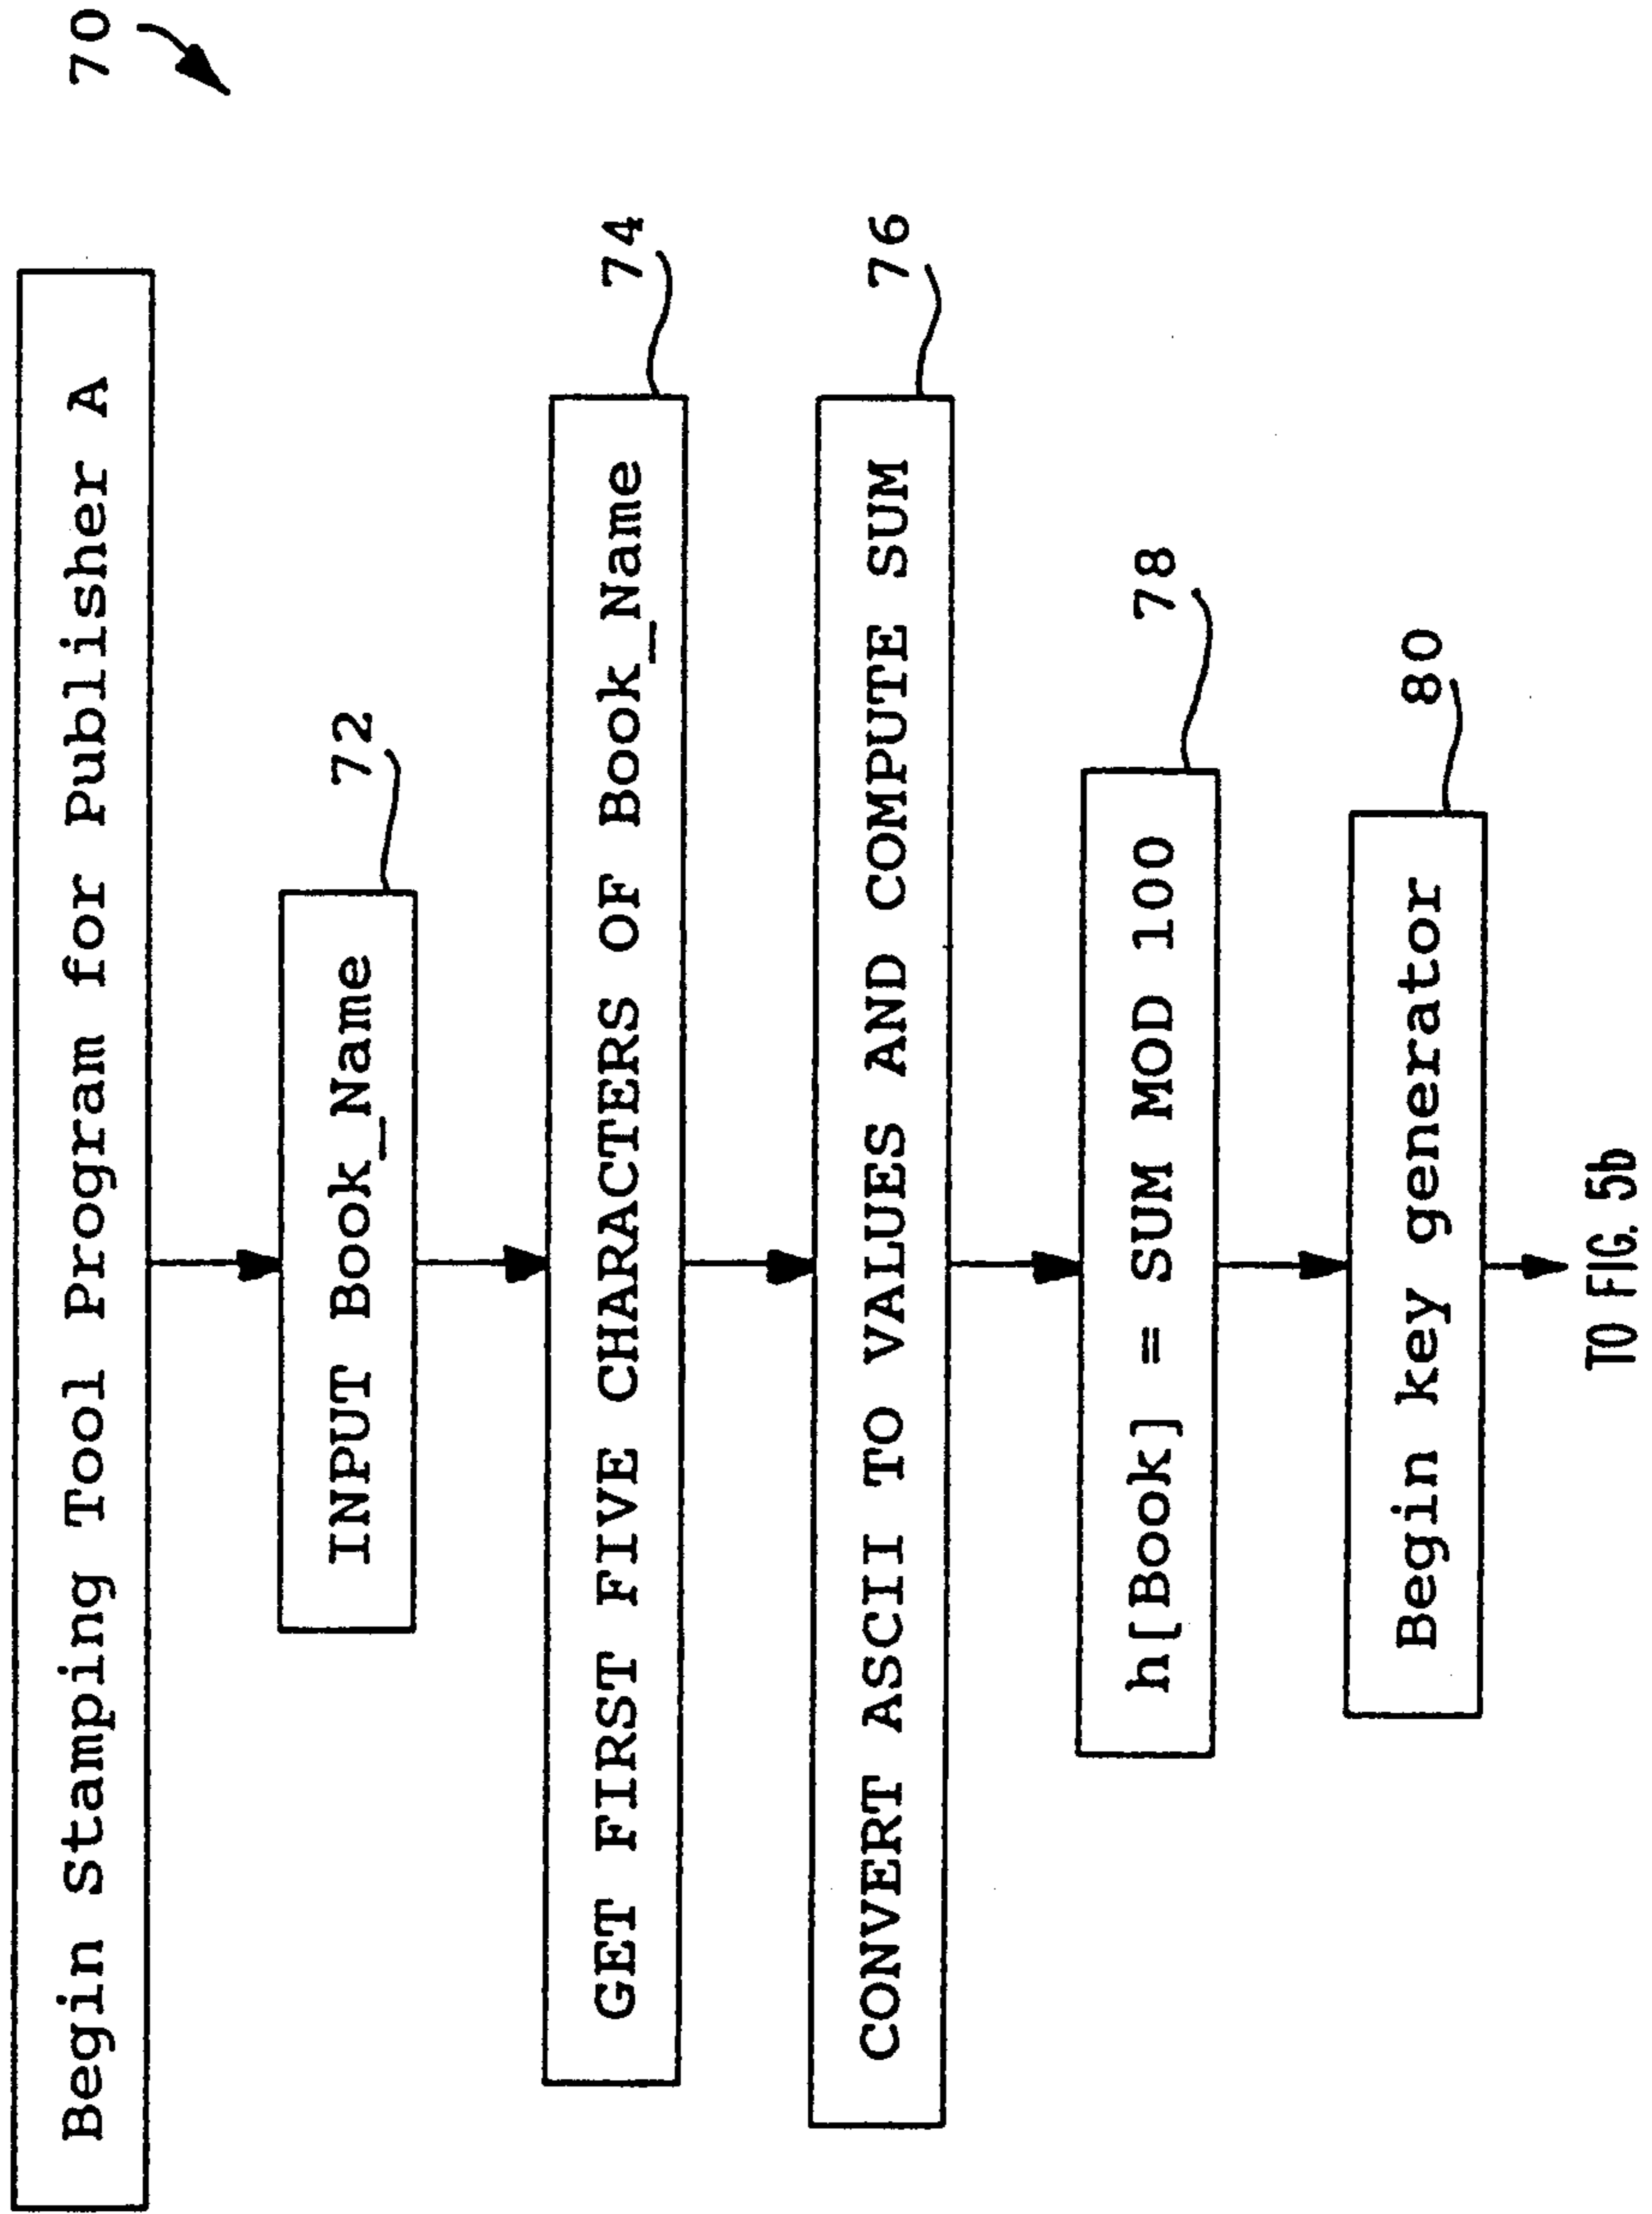 70
Begin Stamping Tool Program for Publisher A
72
INPUT Book_Name
74
GET FIRST FIVE CHARACTERS OF Book_Name
76
CONVERT ASCII TO VALUES AND COMPUTE SUM
78
h[Book] = SUM MOD 100
80
Begin key generator
TO FIG. 5b